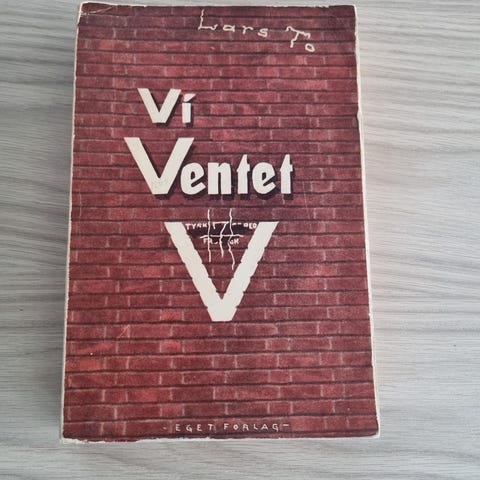 Lars To
Vi
Ventet
V
EGET FORLAG